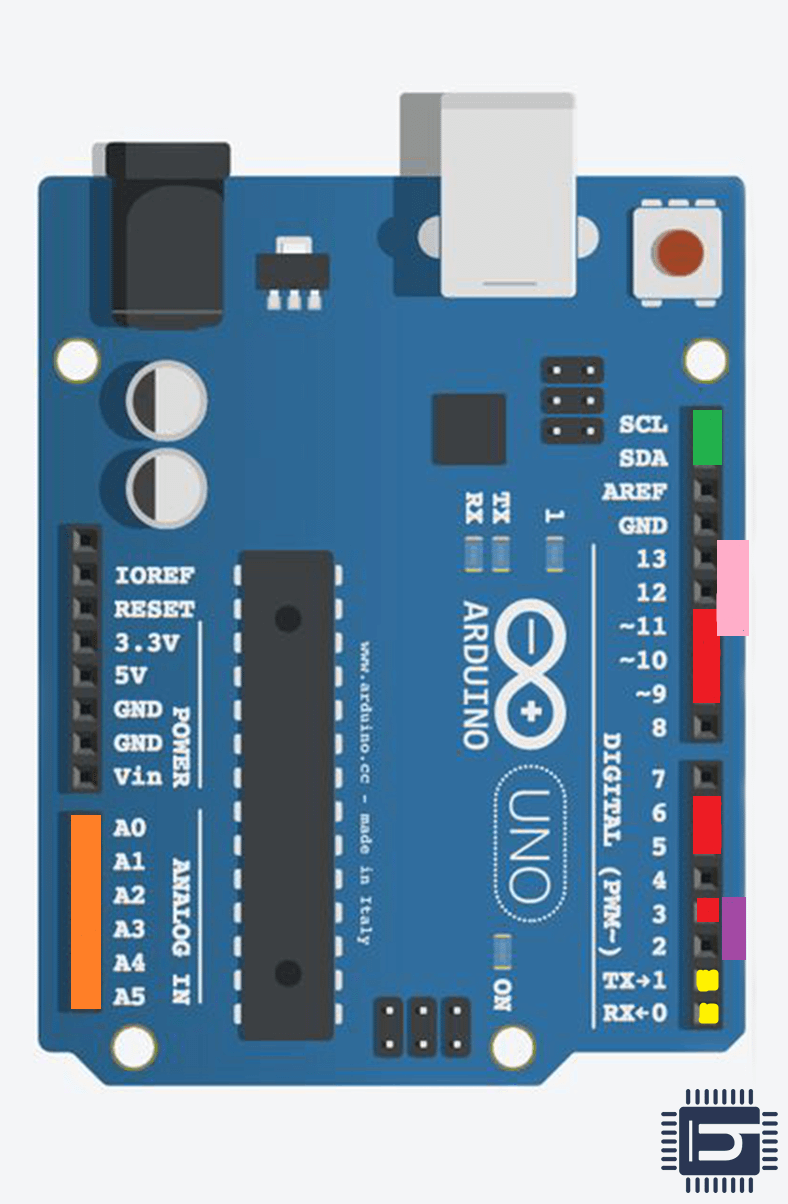 SCL
SDA
AREF
GND
13
12
~11
~10
~9
8
7
6
5
4
3
2
TX→1
RX←0
DIGITAL (PWM~)
RX
TX
1
ARDUINO
UNO
ON
www.arduino.cc - made in Italy
IOREF
RESET
3.3V
5V
GND
GND
Vin
POWER
A0
A1
A2
A3
A4
A5
ANALOG IN